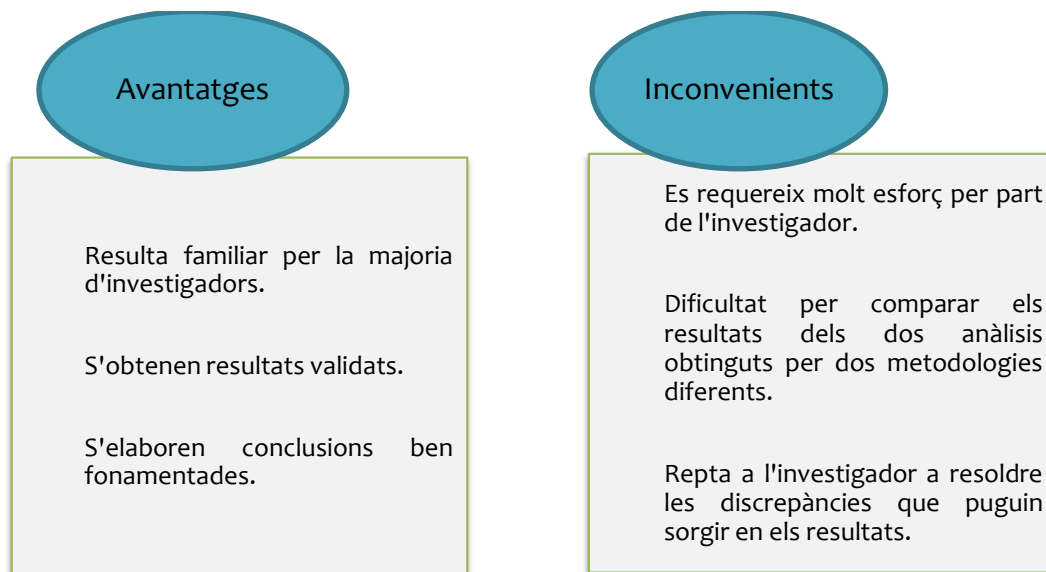 Avantatges
Resulta familiar per la majoria
d'investigadors.
S'obtenen resultats validats.
S'elaboren conclusions ben
fonamentades.
Inconvenients
Es requereix molt esforç per part
de l'investigador.
Dificultat per comparar els
resultats dels dos anàlisis
obtinguts per dos metodologies
diferents.
Repta a l'investigador a resoldre
les discrepàncies que puguin
sorgir en els resultats.